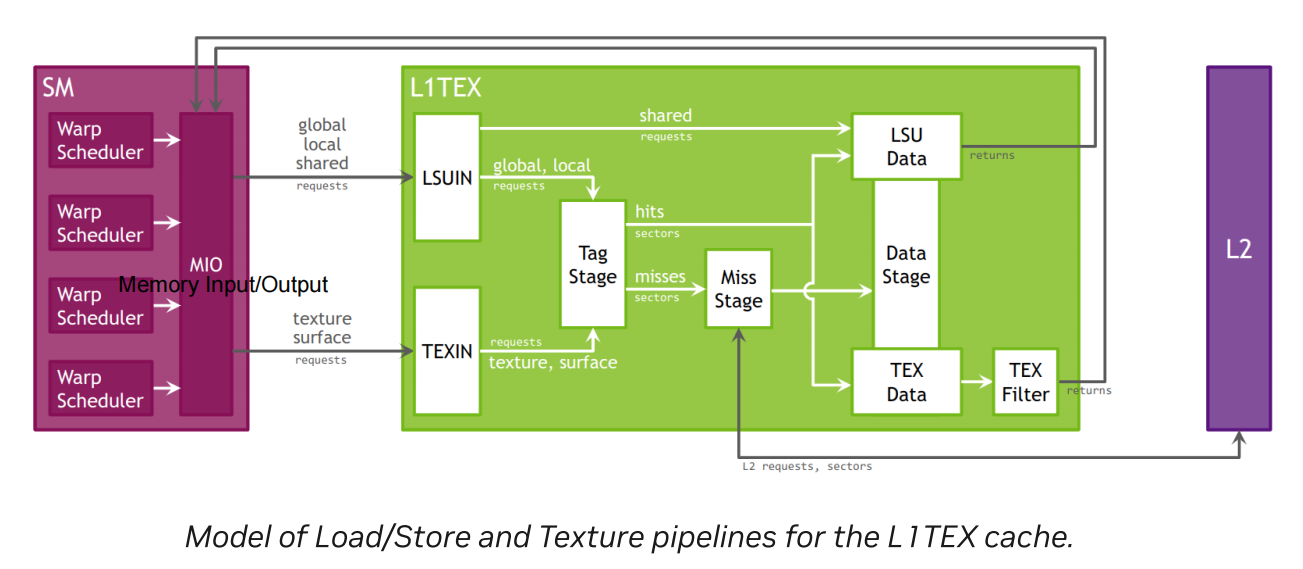 SM
Warp
Scheduler
Warp
Scheduler
Warp
Scheduler
Warp
Scheduler
MIO
Memory Input/Output
global
local
shared
requests
texture
surface
requests
L1TEX
LSUIN
TEXIN
shared
requests
global, local
requests
requests
texture, surface
Tag
Stage
hits
sectors
misses
sectors
Miss
Stage
LSU
Data
Data
Stage
TEX
Data
TEX
Filter
returns
returns
L2 requests, sectors
L2
Model of Load/Store and Texture pipelines for the L1TEX cache.